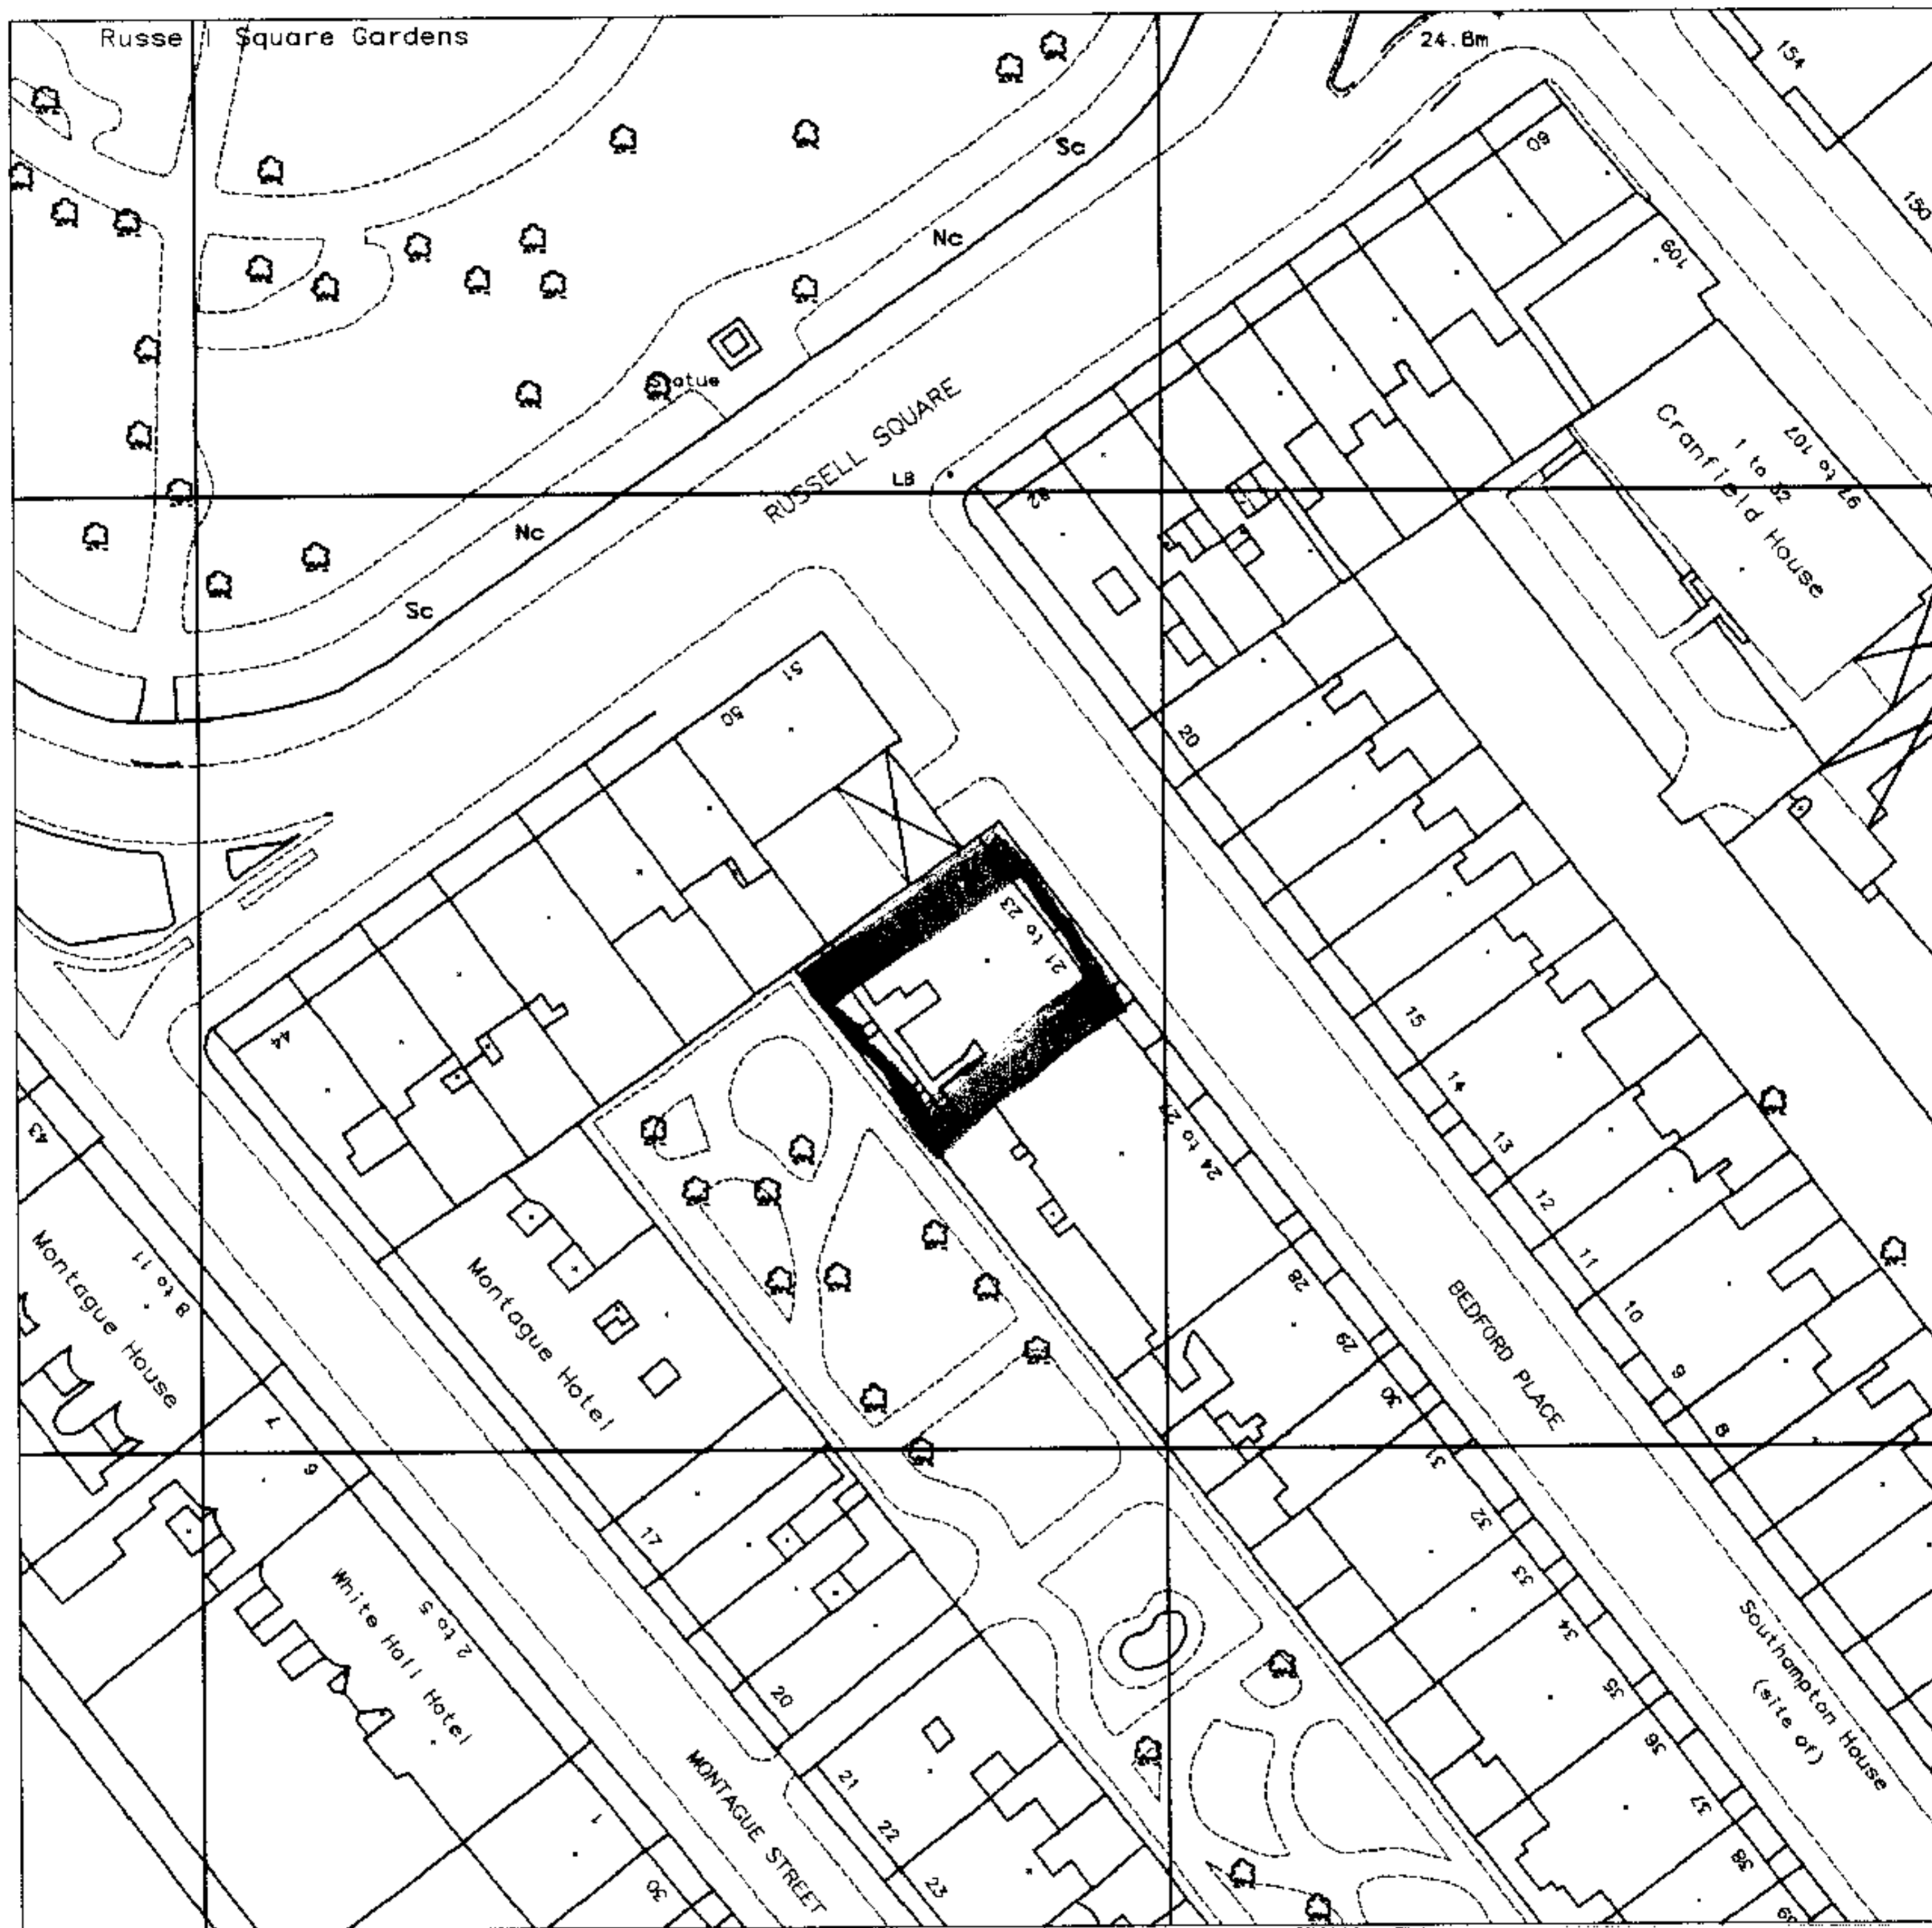 Russe l Square Gardens
24.8m
154
150
Sc
60
Nc
109
Statue
RUSSELL SQUARE
LB
Cranfield House
1 to 32
97 to 107
52
Nc
Sc
51
50
20
21 to 23
44
15
14
13
12
11
10
9
8
24 to 27
28
29
30
31
32
33
34
35
36
37
38
39
BEDFORD PLACE
43
Montague House
8 to 11
Montague Hotel
7
6
17
White Hall Hotel
2 to 5
20
Southampton House
(site of)
MONTAGUE STREET
21
22
23
1
30